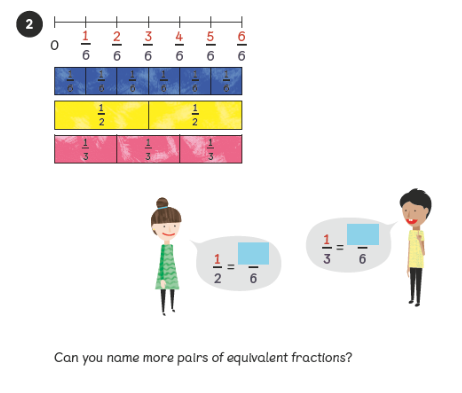 2
0 1/6 2/6 3/6 4/6 5/6 6/6
1/6 1/6 1/6 1/6 1/6 1/6
1/2 1/2
1/3 1/3 1/3
1/3 = /6
1/2 = /6
Can you name more pairs of equivalent fractions?